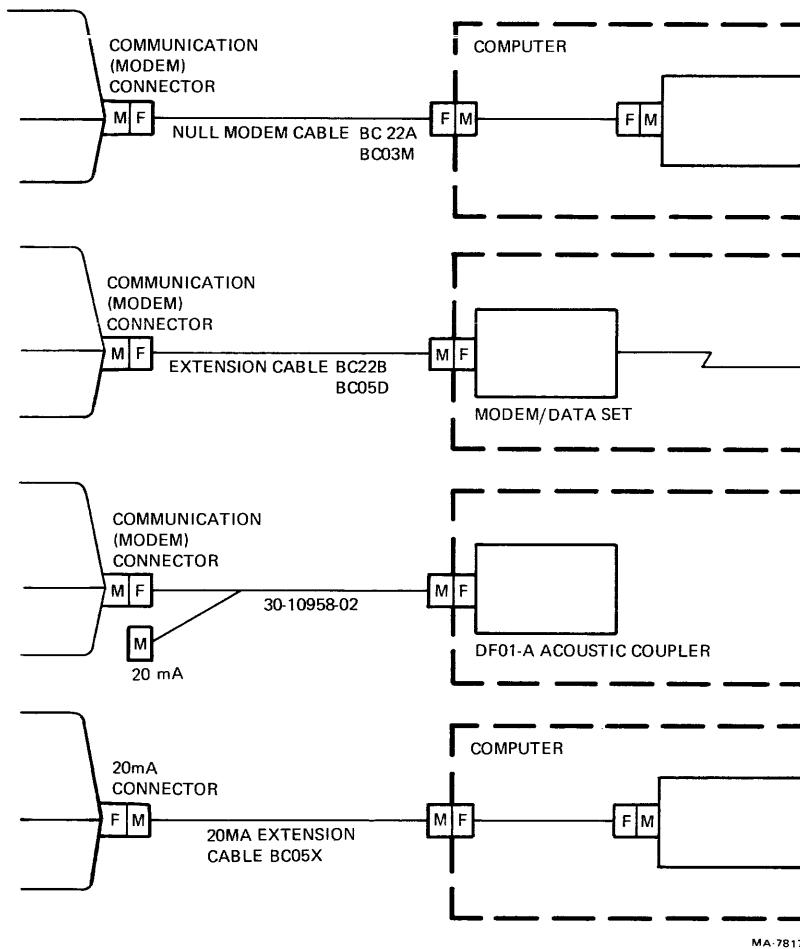 COMMUNICATION
(MODEM)
CONNECTOR
COMPUTER
M F
F M
F M
NULL MODEM CABLE BC 22A
BC03M
COMMUNICATION
(MODEM)
CONNECTOR
M F
M F
EXTENSION CABLE BC22B
BC05D
MODEM/DATA SET
COMMUNICATION
(MODEM)
CONNECTOR
M F
M F
30-10958-02
M
20 mA
DF01-A ACOUSTIC COUPLER
COMPUTER
20mA
CONNECTOR
F M
M F
F M
20MA EXTENSION
CABLE BC05X
MA-7817